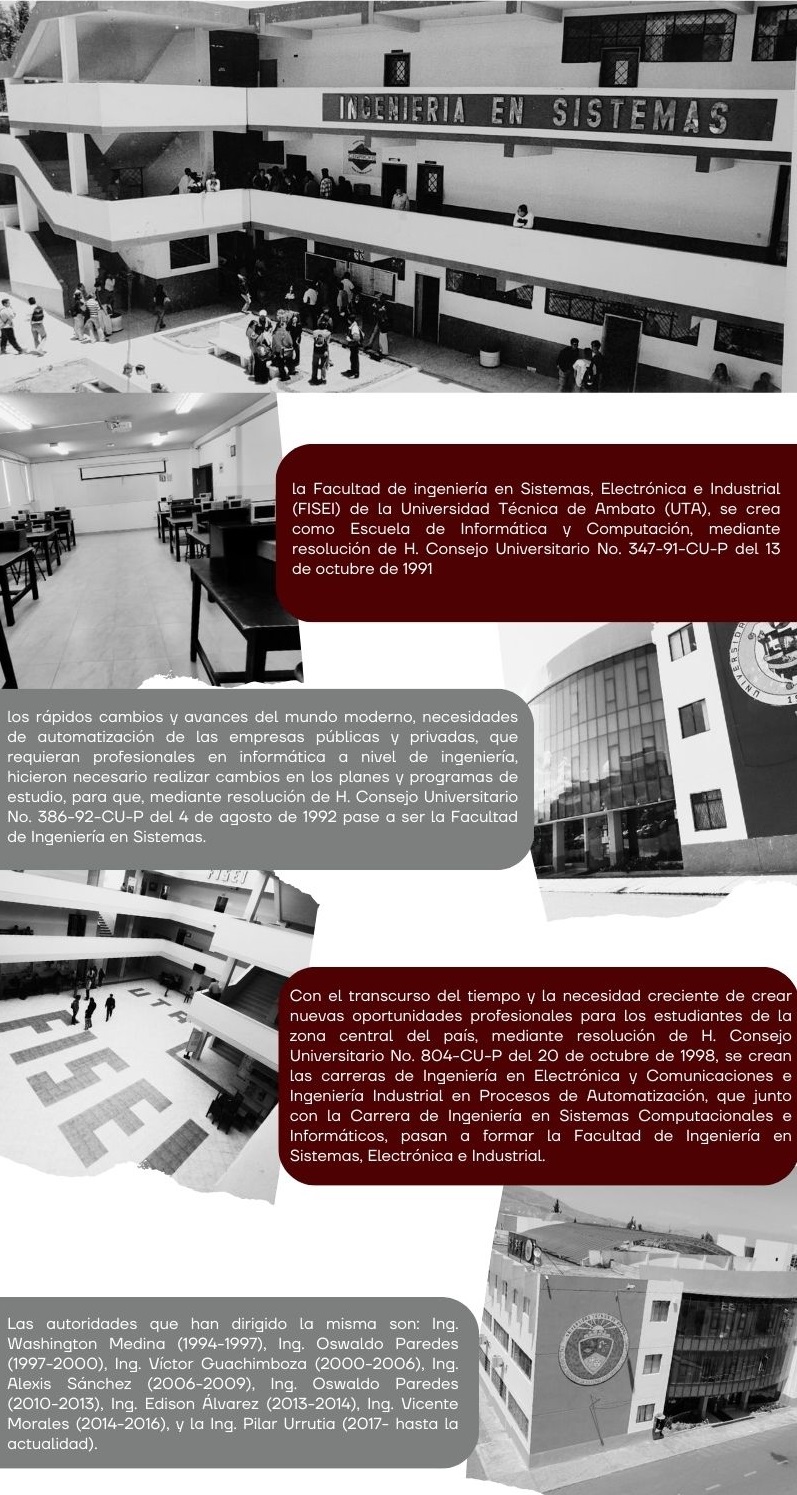 INGENIERIA EN SISTEMAS
la Facultad de ingeniería en Sistemas, Electrónica e Industrial
(FISEI) de la Universidad Técnica de Ambato (UTA), se crea
como Escuela de Informática y Computación, mediante
resolución de H. Consejo Universitario No. 347-91-CU-P del 13
de octubre de 1991
los rápidos cambios y avances del mundo moderno, necesidades
de automatización de las empresas públicas y privadas, que
requieran profesionales en informática a nivel de ingeniería,
hicieron necesario realizar cambios en los planes y programas de
estudio, para que, mediante resolución de H. Consejo Universitario
No. 386-92-CU-P del 4 de agosto de 1992 pase a ser la Facultad
de Ingeniería en Sistemas.
FISEI
UTA
FISEI
Con el transcurso del tiempo y la necesidad creciente de crear
nuevas oportunidades profesionales para los estudiantes de la
zona central del país, mediante resolución de H. Consejo
Universitario No. 804-CU-P del 20 de octubre de 1998, se crean
las carreras de Ingeniería en Electrónica y Comunicaciones e
Ingeniería Industrial en Procesos de Automatización, que junto
con la Carrera de Ingeniería en Sistemas Computacionales e
Informáticos, pasan a formar la Facultad de Ingeniería en
Sistemas, Electrónica e Industrial.
Las autoridades que han dirigido la misma son: Ing.
Washington Medina (1994-1997), Ing. Oswaldo Paredes
(1997-2000), Ing. Víctor Guachimboza (2000-2006), Ing.
Alexis Sánchez (2006-2009), Ing. Oswaldo Paredes
(2010-2013), Ing. Edison Álvarez (2013-2014), Ing. Vicente
Morales (2014-2016), y la Ing. Pilar Urrutia (2017- hasta la
actualidad).